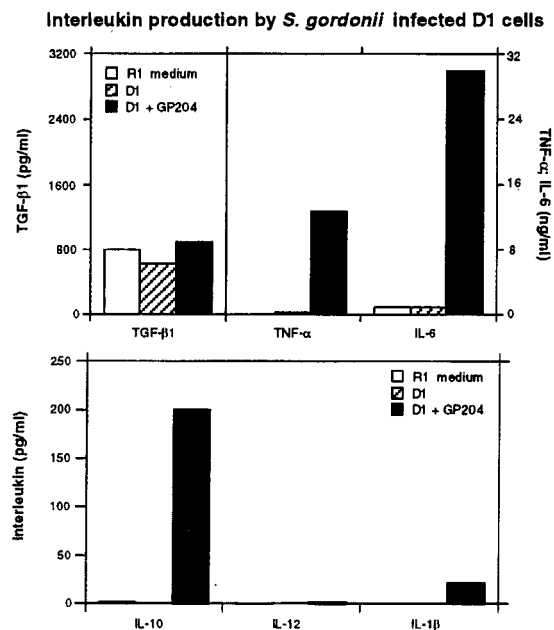 Interleukin production by S. gordonii infected D1 cells
3200
2400
1600
800
0
TGF-β1 (pg/ml)
R1 medium
D1
D1 + GP204
32
24
16
8
0
TNF-α; IL-6 (ng/ml)
TGF-β1
TNF-α
IL-6
250
200
150
100
50
0
Interleukin (pg/ml)
R1 medium
D1
D1 + GP204
IL-10
IL-12
IL-1β